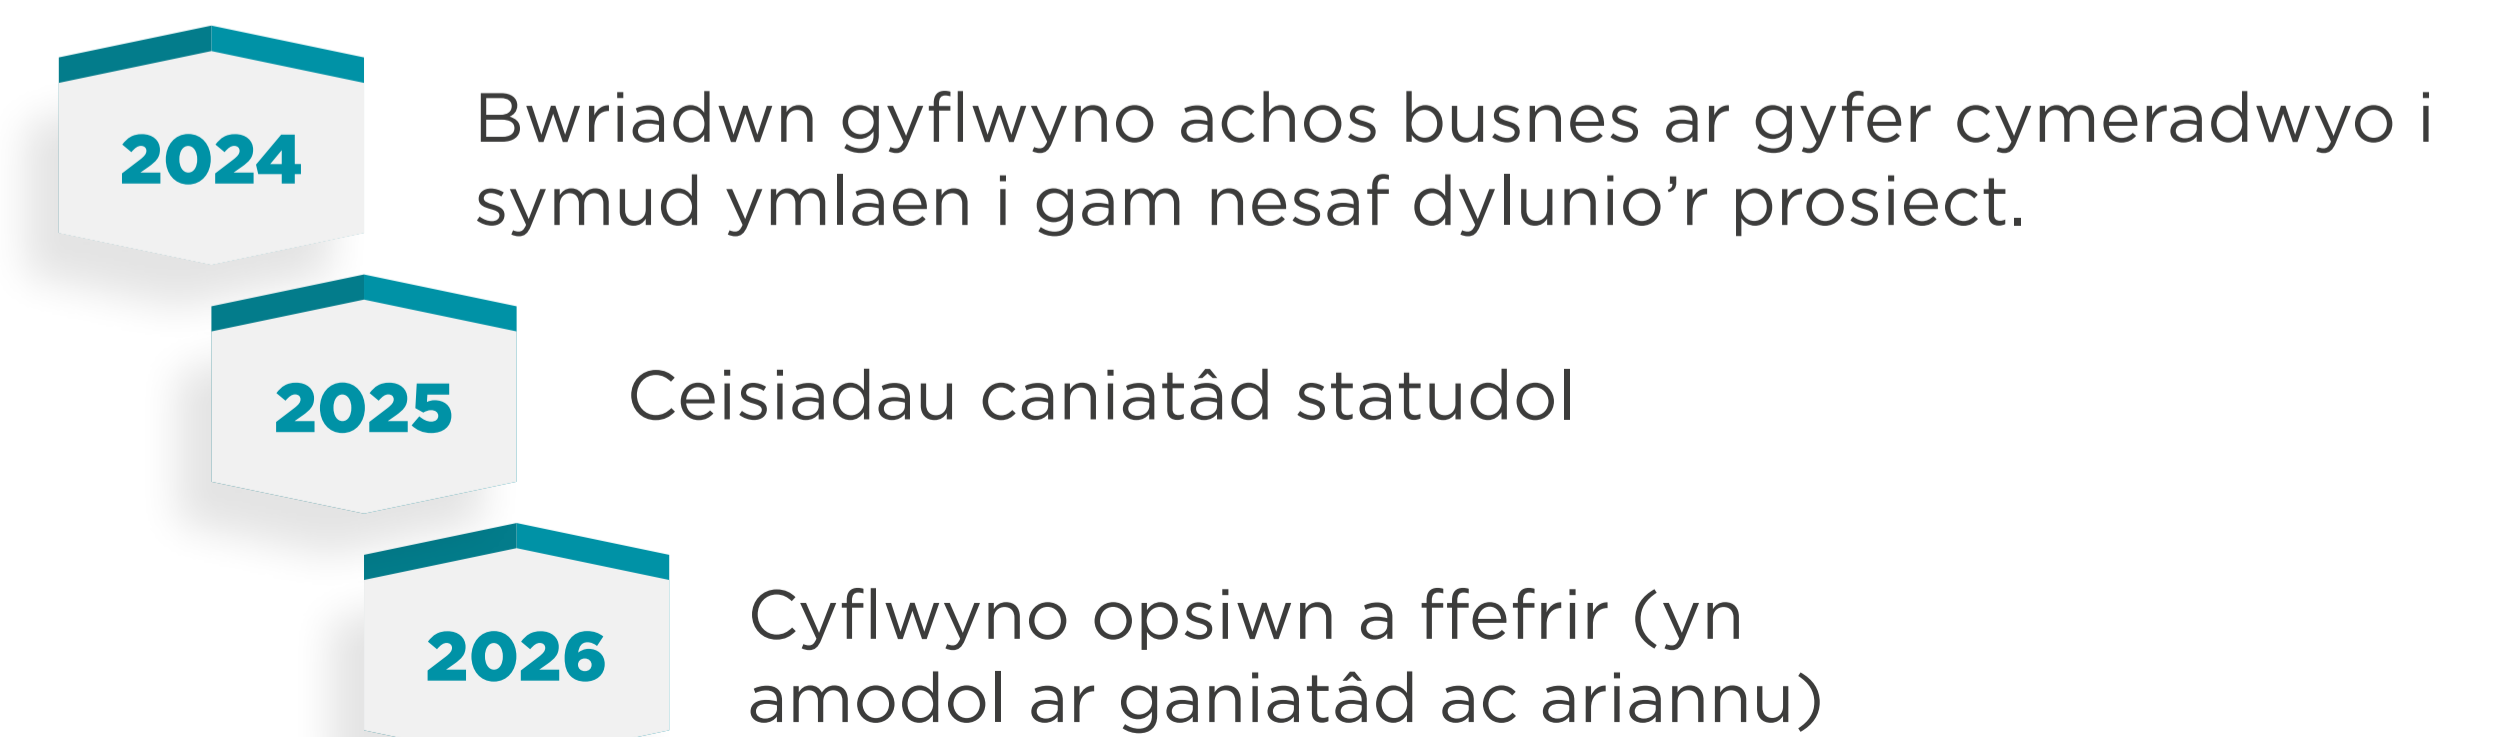 2024
Bwriadwn gyflwyno achos busnes ar gyfer cymeradwyo i
symud ymlaen i gam nesaf dylunio’r prosiect.
2025
Ceisiadau caniatâd statudol
2026
Cyflwyno opsiwn a ffefrir (yn
amodol ar ganiatâd ac ariannu)